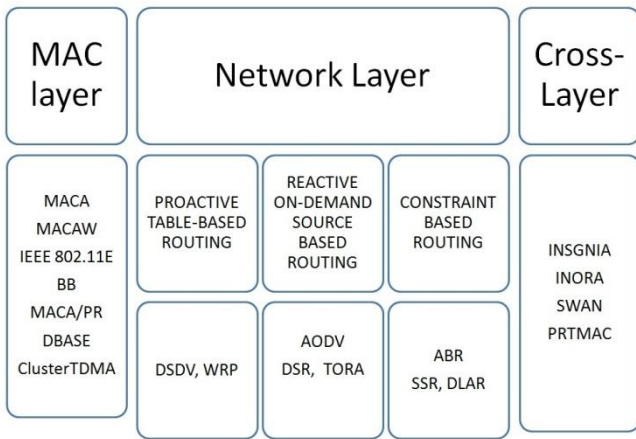 MAC
layer
Network Layer
Cross-
Layer
MACA
MACAW
IEEE 802.11E
BB
MACA/PR
DBASE
ClusterTDMA
PROACTIVE
TABLE-BASED
ROUTING
REACTIVE
ON-DEMAND
SOURCE
BASED
ROUTING
CONSTRAINT
BASED
ROUTING
DSDV, WRP
AODV
DSR, TORA
ABR
SSR, DLAR
INSGNIA
INORA
SWAN
PRTMAC